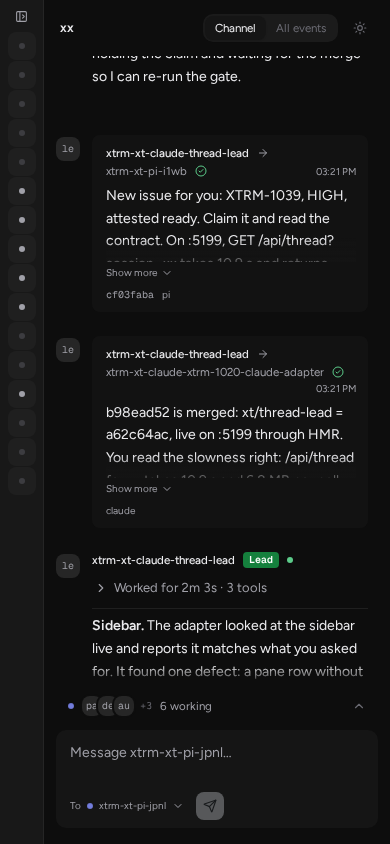 xx
Channel
All events
holding the claim and waiting for the merge
so I can re-run the gate.
le
xtrm-xt-claude-thread-lead →
xtrm-xt-pi-i1wb
03:21 PM
New issue for you: XTRM-1039, HIGH,
attested ready. Claim it and read the
contract. On :5199, GET /api/thread?
Show more
cf03faba pi
le
xtrm-xt-claude-thread-lead →
xtrm-xt-claude-xtrm-1020-claude-adapter
03:21 PM
b98ead52 is merged: xt/thread-lead =
a62c64ac, live on :5199 through HMR.
You read the slowness right: /api/thread
Show more
claude
le
xtrm-xt-claude-thread-lead Lead
Worked for 2m 3s · 3 tools
Sidebar. The adapter looked at the sidebar
live and reports it matches what you asked
for. It found one defect: a pane row without
pa de au +3 6 working
Message xtrm-xt-pi-jpnl…
To xtrm-xt-pi-jpnl